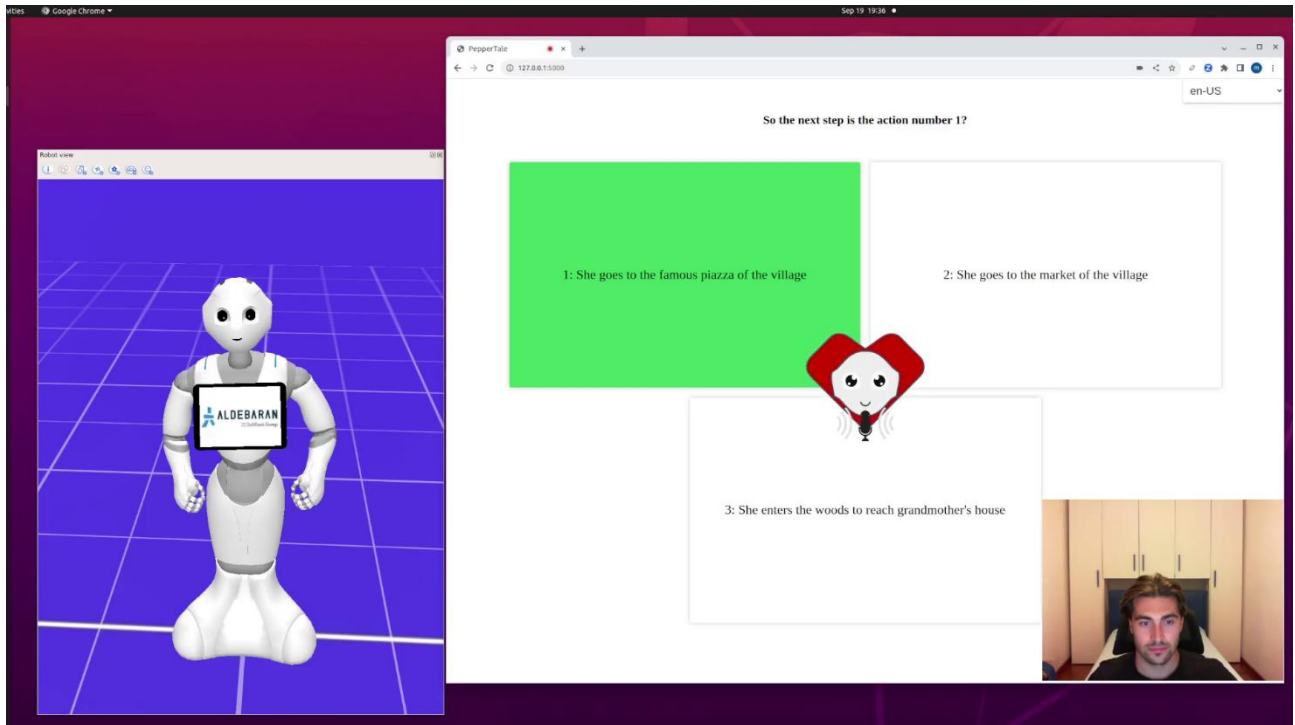 vities Google Chrome Sep 19 19:36
PepperTale
127.0.0.1:5000
en-US
So the next step is the action number 1?
Robot view
1: She goes to the famous piazza of the village
2: She goes to the market of the village
ALDEBARAN
3: She enters the woods to reach grandmother's house